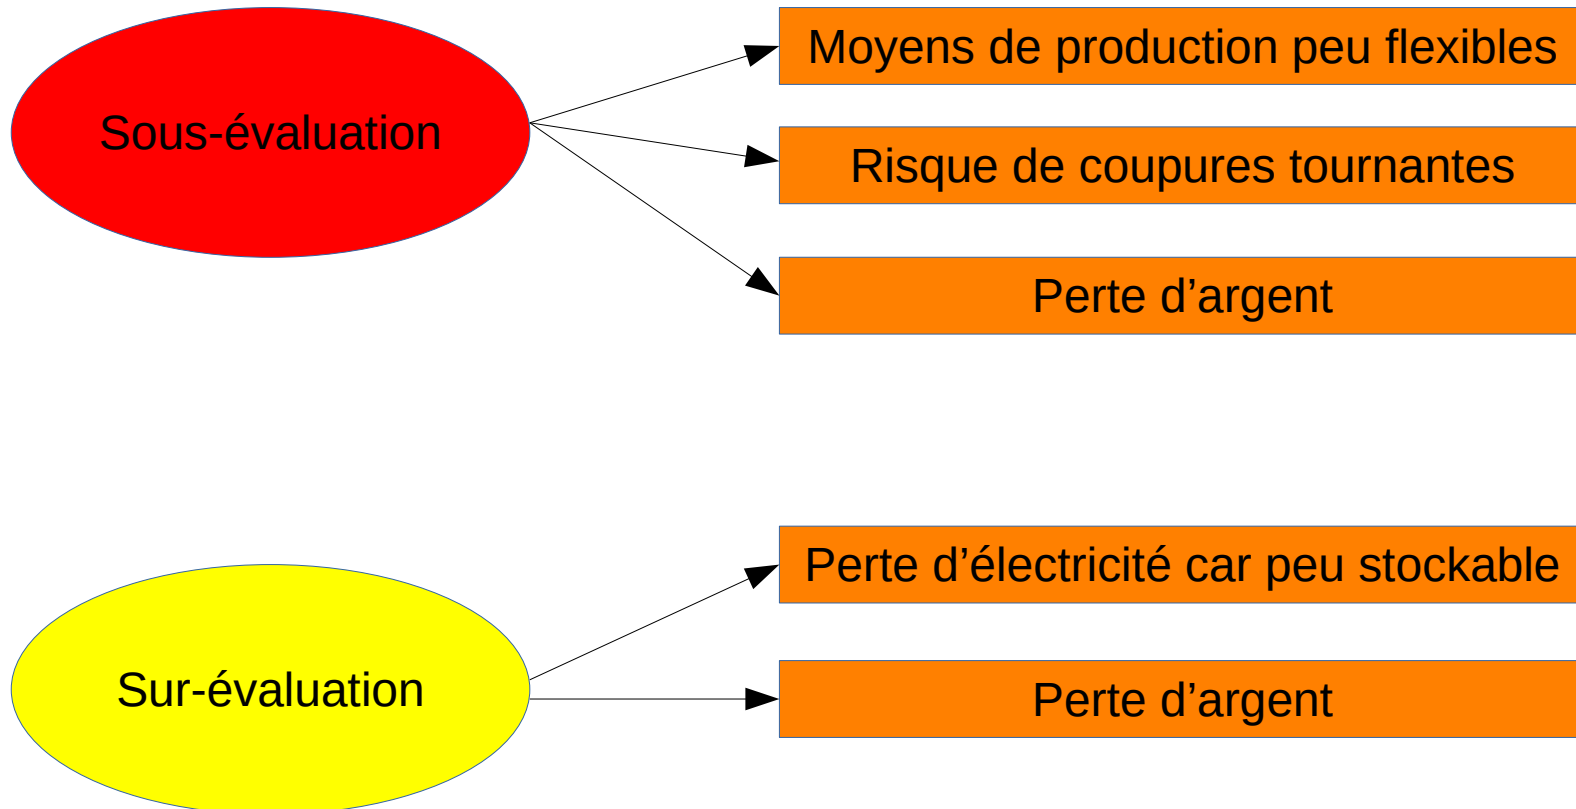 Sous-évaluation
Moyens de production peu flexibles
Risque de coupures tournantes
Perte d’argent
Sur-évaluation
Perte d’électricité car peu stockable
Perte d’argent